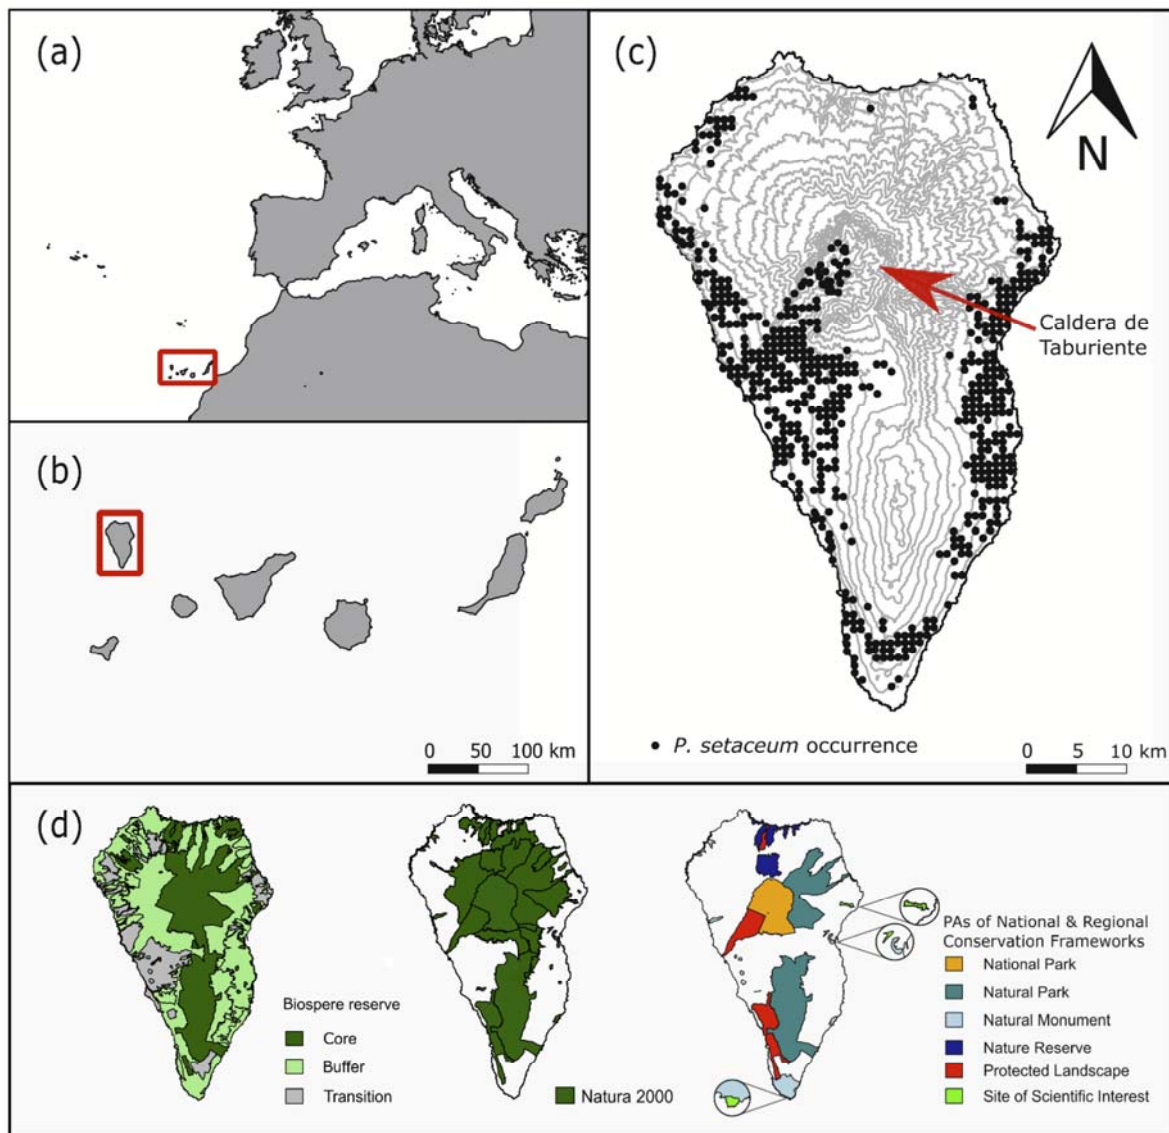 (a)
(b)
0 50 100 km
(c)
N
Caldera de
Taburiente
P. setaceum occurrence
0 5 10 km
(d)
Biospere reserve
Core
Buffer
Transition
Natura 2000
PAs of National & Regional
Conservation Frameworks
National Park
Natural Park
Natural Monument
Nature Reserve
Protected Landscape
Site of Scientific Interest